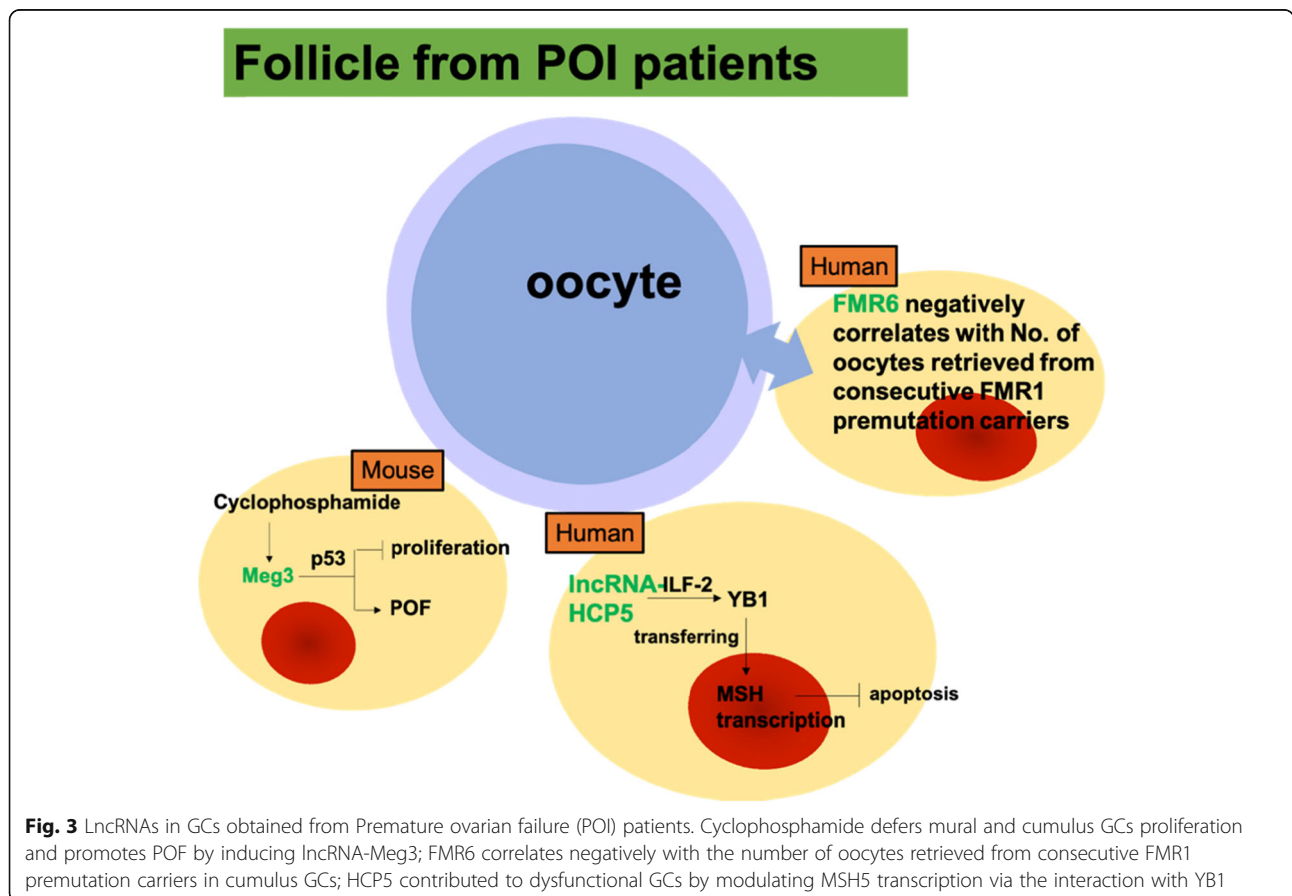 Follicle from POI patients
oocyte
Human
FMR6 negatively
correlates with No. of
oocytes retrieved from
consecutive FMR1
premutation carriers
Mouse
Cyclophosphamide
Meg3
p53
proliferation
POF
Human
lncRNA-
HCP5
ILF-2
YB1
transferring
MSH
transcription
apoptosis
Fig. 3 LncRNAs in GCs obtained from Premature ovarian failure (POI) patients. Cyclophosphamide defers mural and cumulus GCs proliferation
and promotes POF by inducing lncRNA-Meg3; FMR6 correlates negatively with the number of oocytes retrieved from consecutive FMR1
premutation carriers in cumulus GCs; HCP5 contributed to dysfunctional GCs by modulating MSH5 transcription via the interaction with YB1